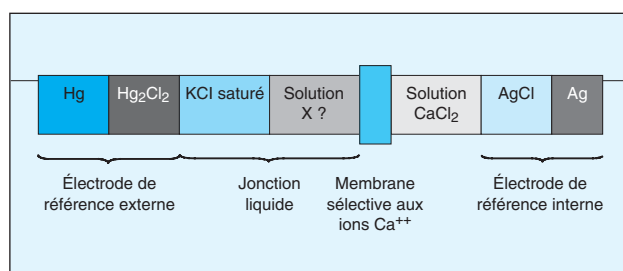 Hg
Hg₂Cl₂
KCl saturé
Solution
X ?
Solution
CaCl₂
AgCl
Ag
Électrode de
référence externe
Jonction
liquide
Membrane
sélective aux
ions Ca⁺⁺
Électrode de
référence interne